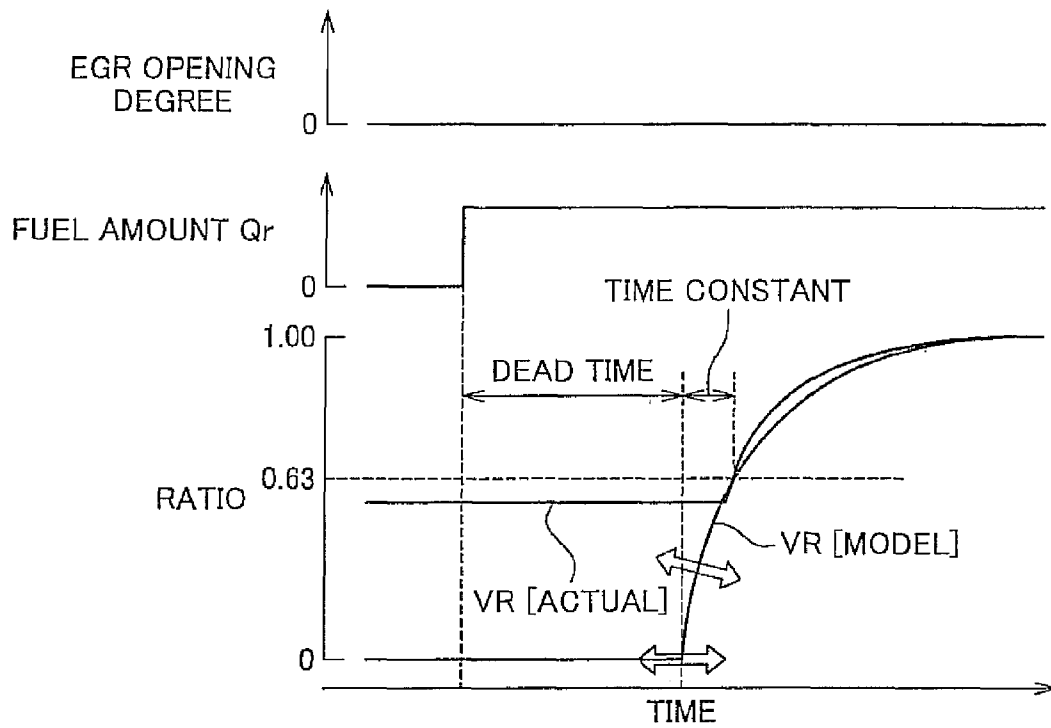 EGR OPENING
DEGREE
0
FUEL AMOUNT Qr
0
TIME CONSTANT
1.00
DEAD TIME
0.63
RATIO
VR [MODEL]
VR [ACTUAL]
0
TIME